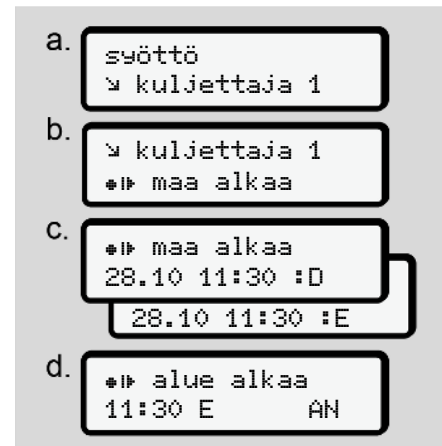 a.
syöttö
↘ kuljettaja 1
b.
↘ kuljettaja 1
●I▶ maa alkaa
c.
●I▶ maa alkaa
28.10 11:30 :D
28.10 11:30 :E
d.
●I▶ alue alkaa
11:30 E AN